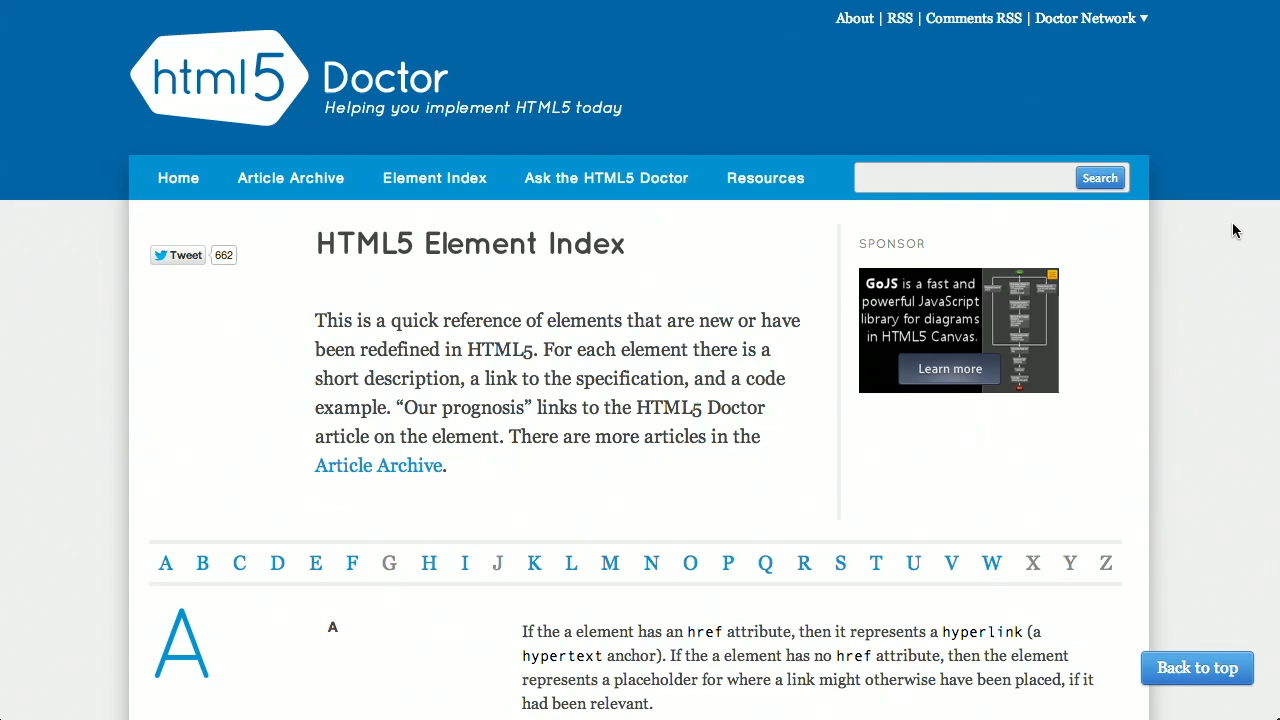 About | RSS | Comments RSS | Doctor Network ▼
html5 Doctor
Helping you implement HTML5 today
Home Article Archive Element Index Ask the HTML5 Doctor Resources Search
Tweet 662
HTML5 Element Index
This is a quick reference of elements that are new or have
been redefined in HTML5. For each element there is a
short description, a link to the specification, and a code
example. “Our prognosis” links to the HTML5 Doctor
article on the element. There are more articles in the
Article Archive.
SPONSOR
GoJS is a fast and
powerful JavaScript
library for diagrams
in HTML5 Canvas.
Learn more
A B C D E F G H I J K L M N O P Q R S T U V W X Y Z
A
A
If the a element has an href attribute, then it represents a hyperlink (a
hypertext anchor). If the a element has no href attribute, then the element
represents a placeholder for where a link might otherwise have been placed, if it
had been relevant.
Back to top